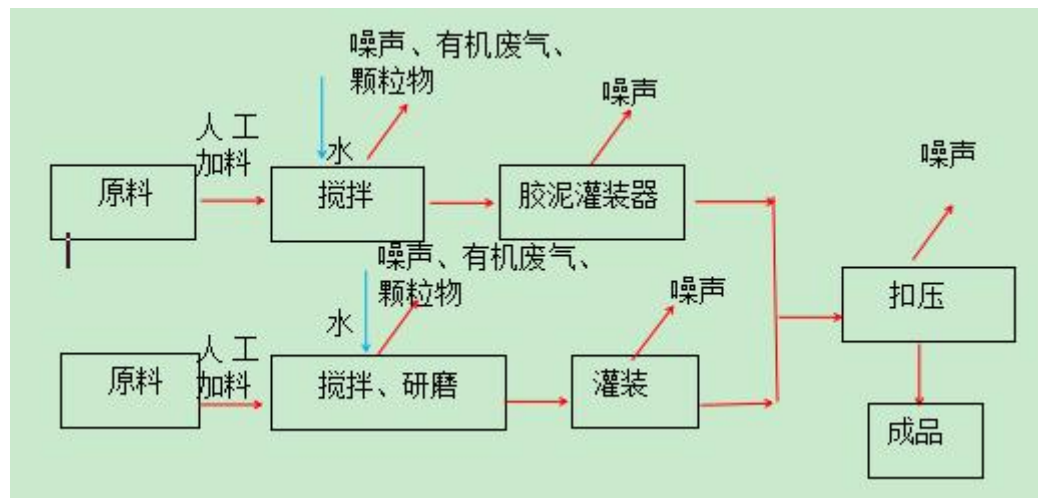 噪声、有机废气、
颗粒物
噪声
人工
加料
水
噪声
原料
搅拌
胶泥灌装器
噪声、有机废气、
颗粒物
噪声
扣压
水
人工
加料
原料
搅拌、研磨
灌装
成品